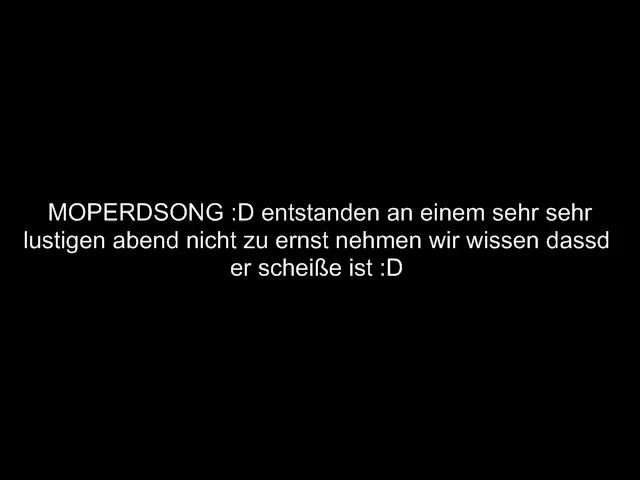 MOPERDSONG :D entstanden an einem sehr sehr
lustigen abend nicht zu ernst nehmen wir wissen dassd
er scheiße ist :D